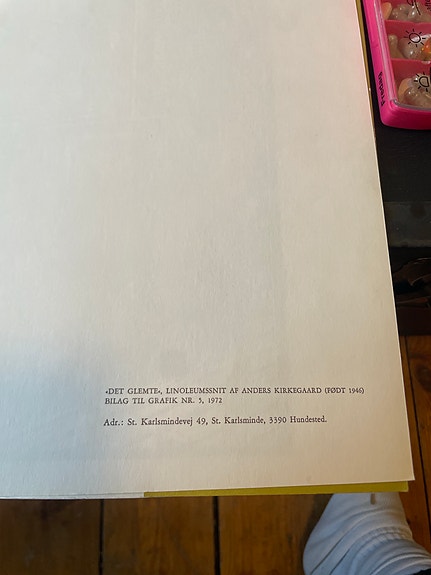 »DET GLEMTE«, LINOLEUMSSNIT AF ANDERS KIRKEGAARD (FØDT 1946)
BILAG TIL GRAFIK NR. 5, 1972
Adr.: St. Karlsmindevej 49, St. Karlsminde, 3390 Hundested.